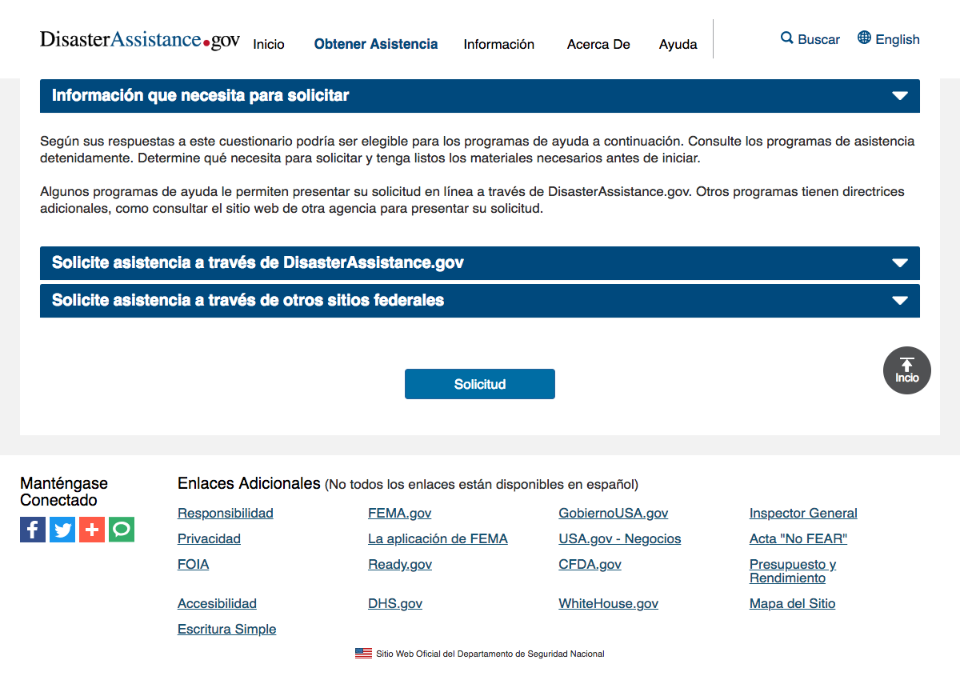 DisasterAssistance.gov Inicio Obtener Asistencia Información Acerca De Ayuda Buscar English
Información que necesita para solicitar
Según sus respuestas a este cuestionario podría ser elegible para los programas de ayuda a continuación. Consulte los programas de asistencia
detenidamente. Determine qué necesita para solicitar y tenga listos los materiales necesarios antes de iniciar.
Algunos programas de ayuda le permiten presentar su solicitud en línea a través de DisasterAssistance.gov. Otros programas tienen directrices
adicionales, como consultar el sitio web de otra agencia para presentar su solicitud.
Solicite asistencia a través de DisasterAssistance.gov
Solicite asistencia a través de otros sitios federales
Incio
Solicitud
Manténgase
Conectado
Enlaces Adicionales (No todos los enlaces están disponibles en español)
Responsibilidad FEMA.gov GobiernoUSA.gov Inspector General
Privacidad La aplicación de FEMA USA.gov - Negocios Acta "No FEAR"
FOIA Ready.gov CFDA.gov Presupuesto y
Rendimiento
Accesibilidad DHS.gov WhiteHouse.gov Mapa del Sitio
Escritura Simple
Sitio Web Oficial del Departamento de Seguridad Nacional